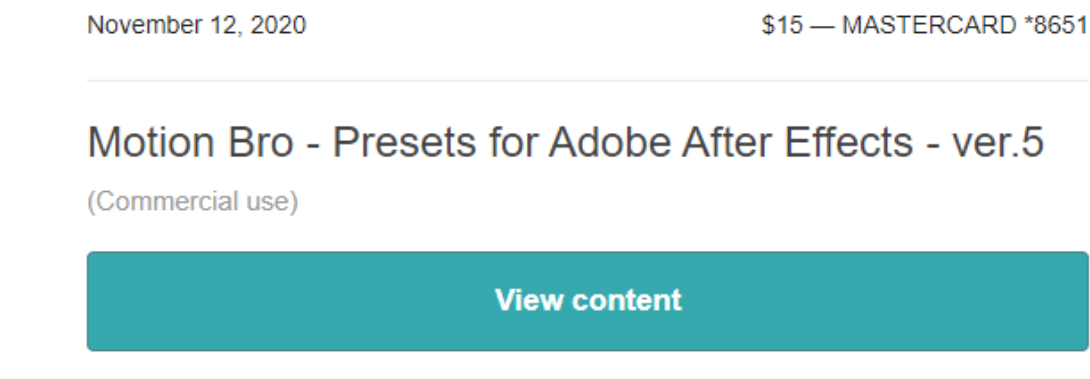 November 12, 2020 $15 — MASTERCARD *8651
Motion Bro - Presets for Adobe After Effects - ver.5
(Commercial use)
View content